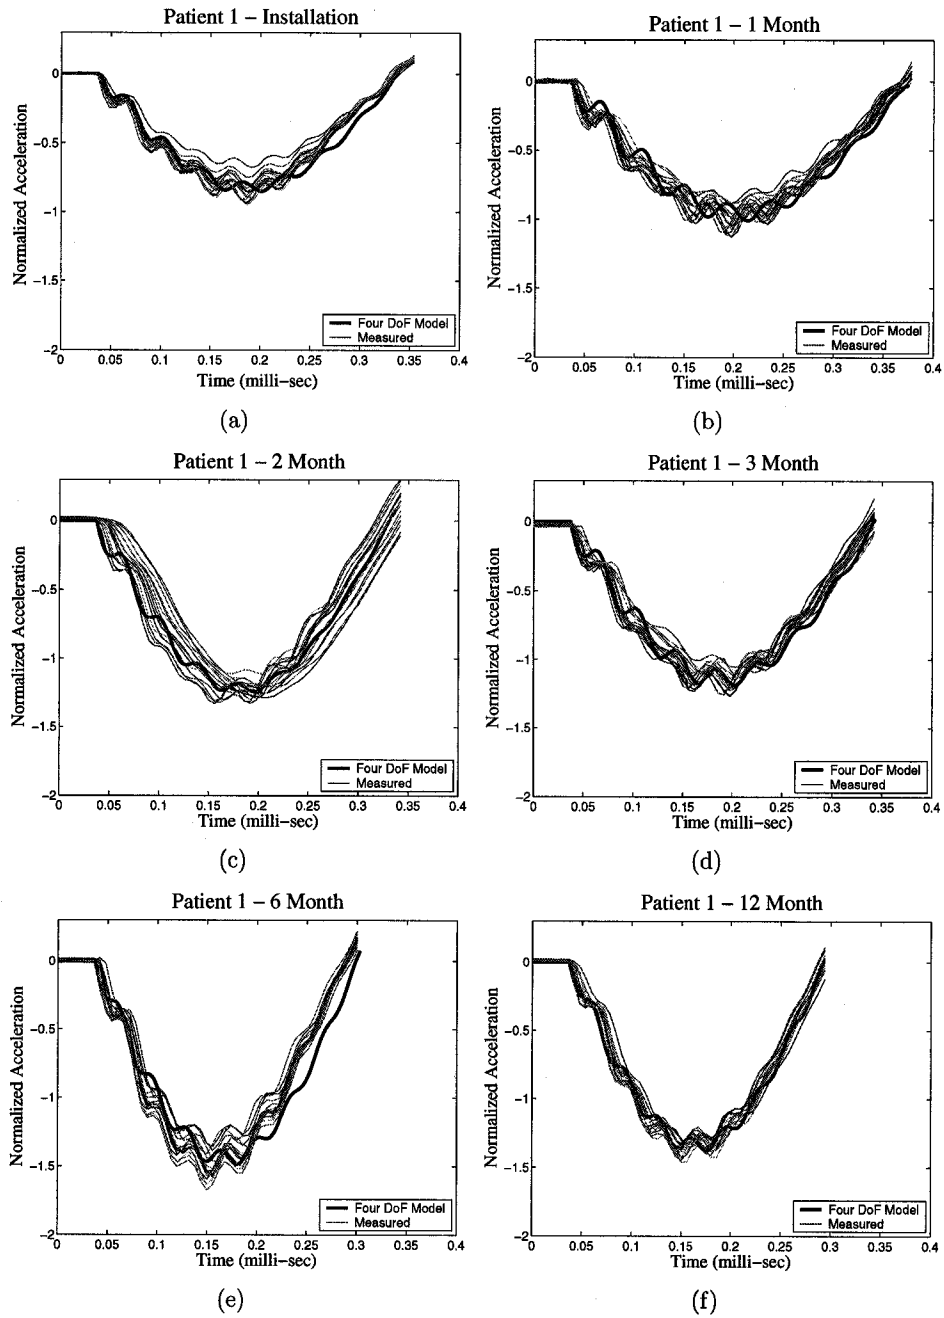 Patient 1 – Installation
Normalized Acceleration
0
−0.5
−1
−1.5
−2
Four DoF Model
Measured
0 0.05 0.1 0.15 0.2 0.25 0.3 0.35 0.4
Time (milli−sec)
(a)
Patient 1 – 1 Month
Normalized Acceleration
0
−0.5
−1
−1.5
−2
Four DoF Model
Measured
0 0.05 0.1 0.15 0.2 0.25 0.3 0.35 0.4
Time (milli−sec)
(b)
Patient 1 – 2 Month
Normalized Acceleration
0
−0.5
−1
−1.5
−2
Four DoF Model
Measured
0 0.05 0.1 0.15 0.2 0.25 0.3 0.35 0.4
Time (milli−sec)
(c)
Patient 1 – 3 Month
Normalized Acceleration
0
−0.5
−1
−1.5
−2
Four DoF Model
Measured
0 0.05 0.1 0.15 0.2 0.25 0.3 0.35 0.4
Time (milli−sec)
(d)
Patient 1 – 6 Month
Normalized Acceleration
0
−0.5
−1
−1.5
−2
Four DoF Model
Measured
0 0.05 0.1 0.15 0.2 0.25 0.3 0.35 0.4
Time (milli−sec)
(e)
Patient 1 – 12 Month
Normalized Acceleration
0
−0.5
−1
−1.5
−2
Four DoF Model
Measured
0 0.05 0.1 0.15 0.2 0.25 0.3 0.35 0.4
Time (milli−sec)
(f)